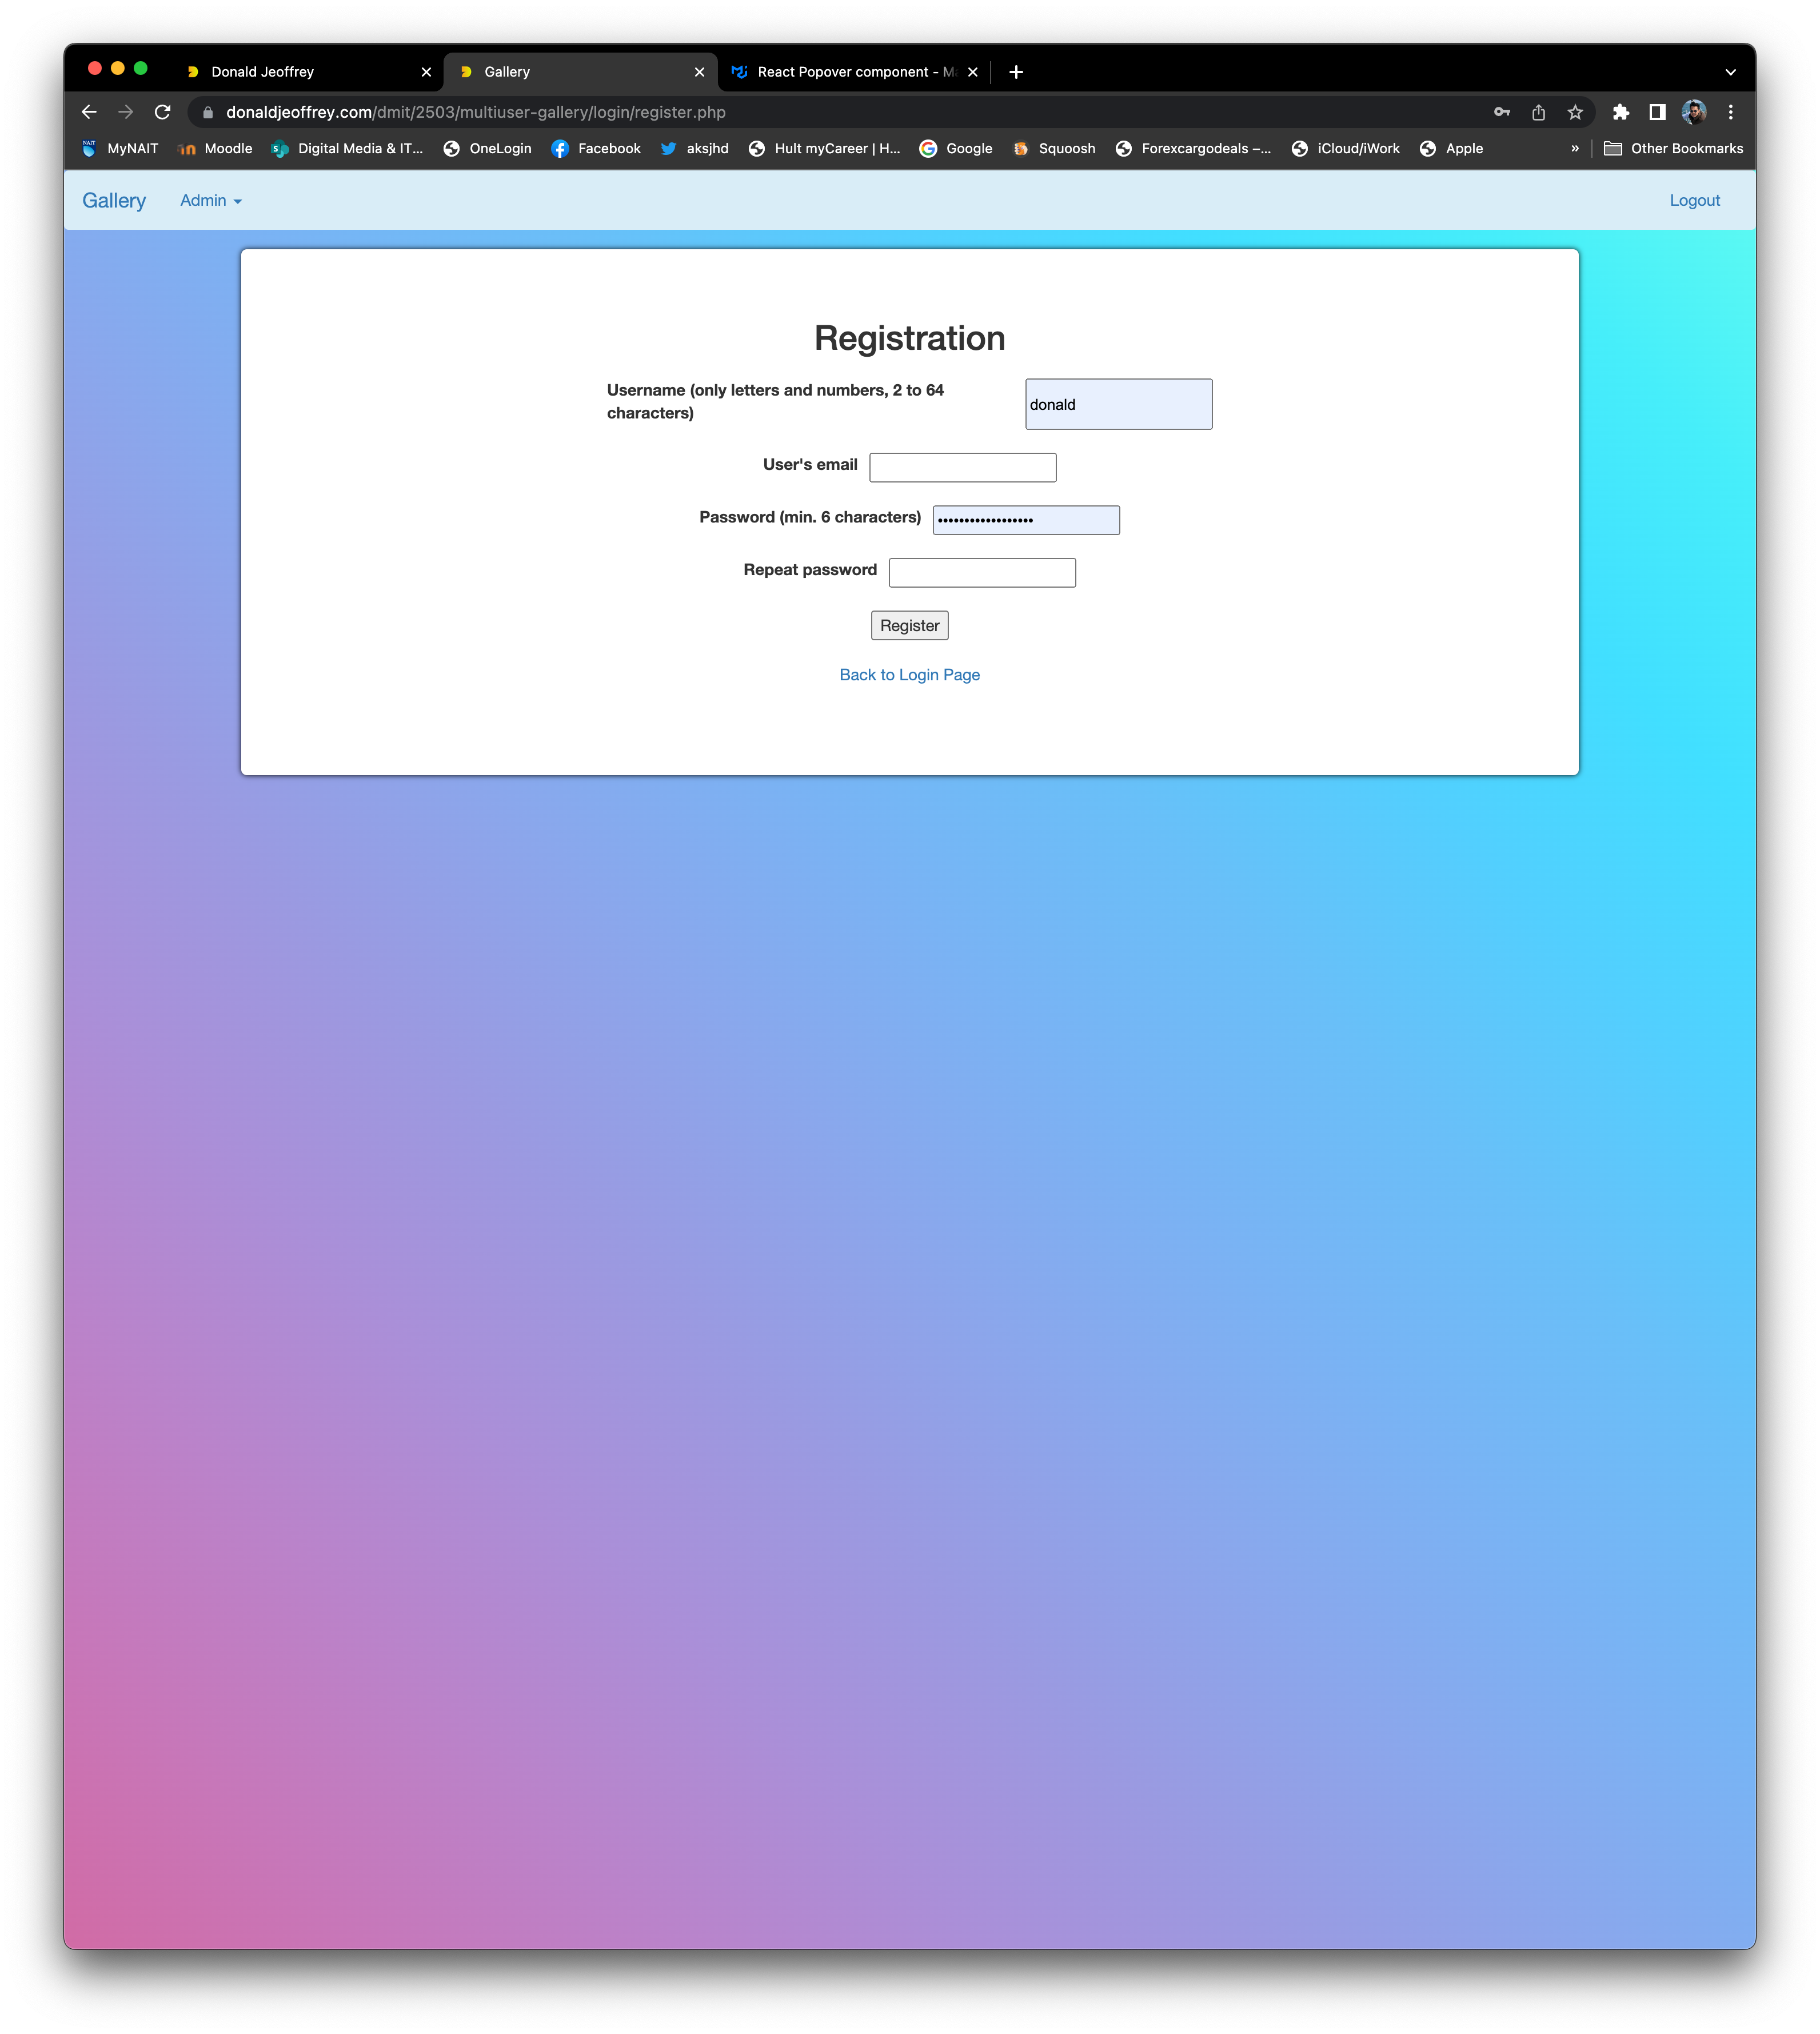 Donald Jeoffrey
Gallery
React Popover component - M
donaldjeoffrey.com/dmit/2503/multiuser-gallery/login/register.php
MyNAIT Moodle Digital Media & IT... OneLogin Facebook aksjhd Hult myCareer | H... Google Squoosh Forexcargodeals –... iCloud/iWork Apple » Other Bookmarks
Gallery Admin Logout
Registration
Username (only letters and numbers, 2 to 64
characters)
donald
User's email
Password (min. 6 characters) ••••••••••••••••••
Repeat password
Register
Back to Login Page